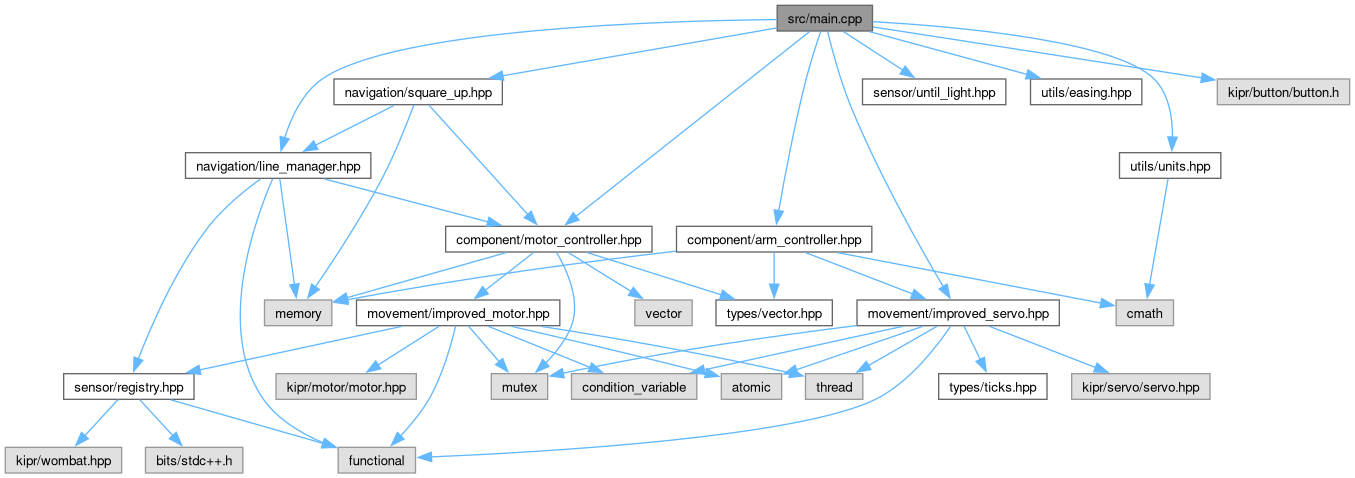 src/main.cpp
navigation/square_up.hpp
sensor/until_light.hpp
utils/easing.hpp
kipr/button/button.h
navigation/line_manager.hpp
utils/units.hpp
component/motor_controller.hpp
component/arm_controller.hpp
memory
movement/improved_motor.hpp
vector
types/vector.hpp
movement/improved_servo.hpp
cmath
sensor/registry.hpp
kipr/motor/motor.hpp
mutex
condition_variable
atomic
thread
types/ticks.hpp
kipr/servo/servo.hpp
kipr/wombat.hpp
bits/stdc++.h
functional